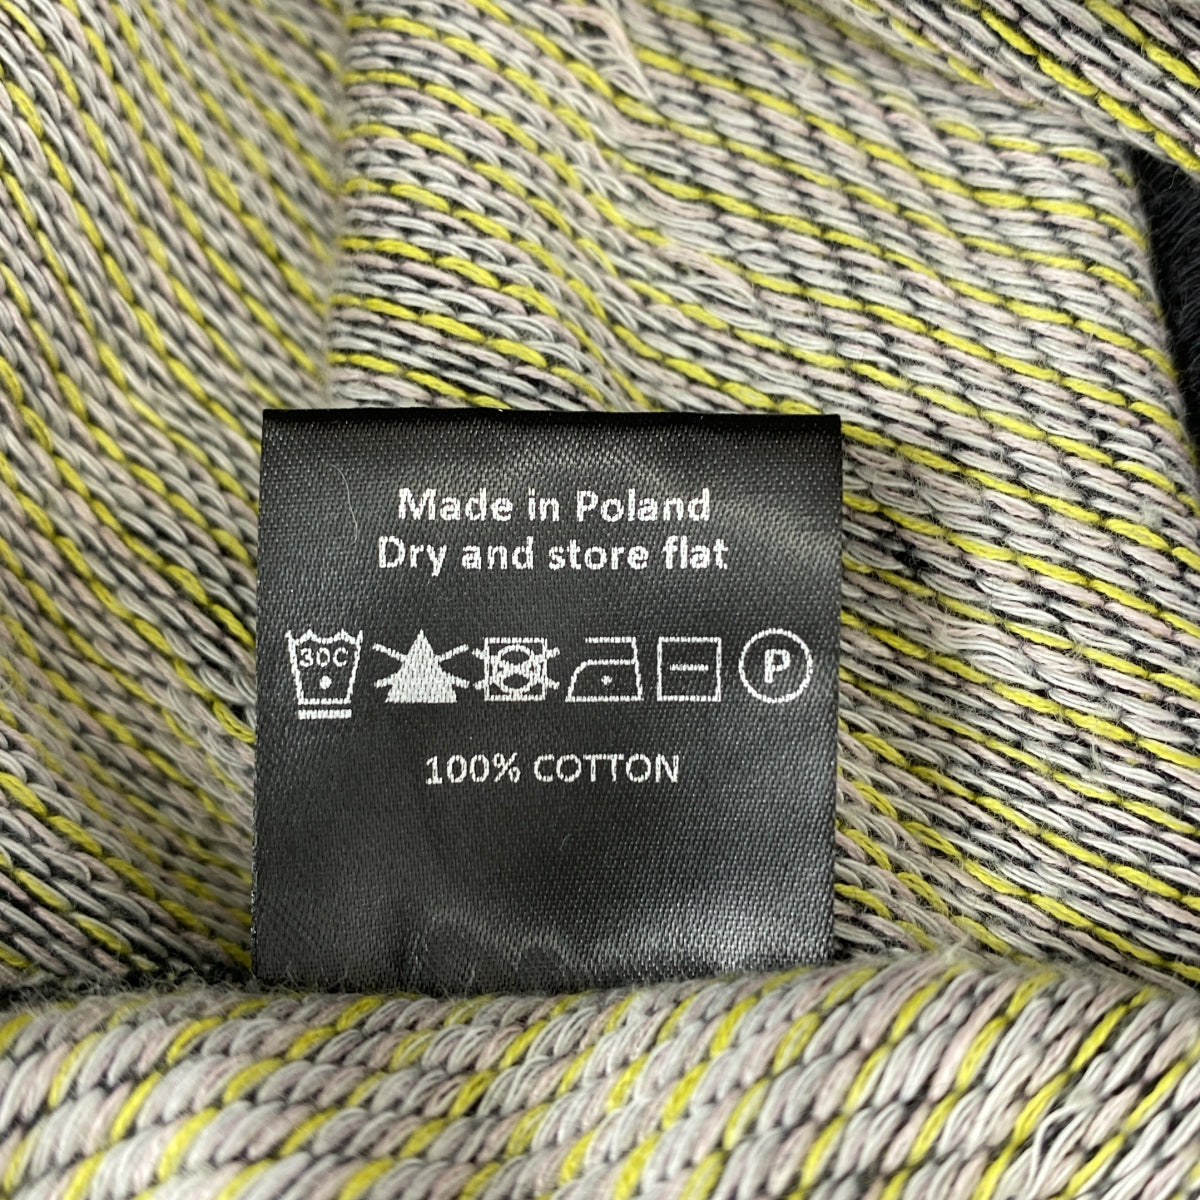 Made in Poland
Dry and store flat
30C P
100% COTTON